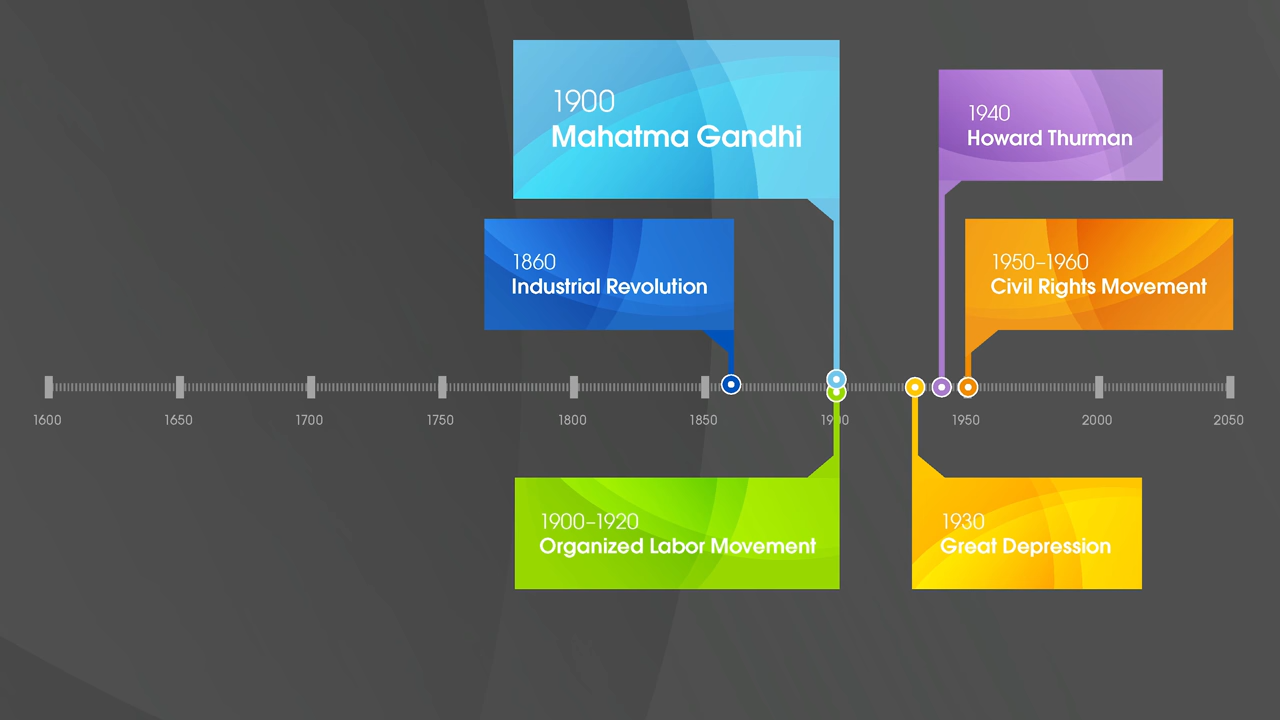 1900
Mahatma Gandhi
1940
Howard Thurman
1860
Industrial Revolution
1950–1960
Civil Rights Movement
1600
1650
1700
1750
1800
1850
1900
1950
2000
2050
1900–1920
Organized Labor Movement
1930
Great Depression